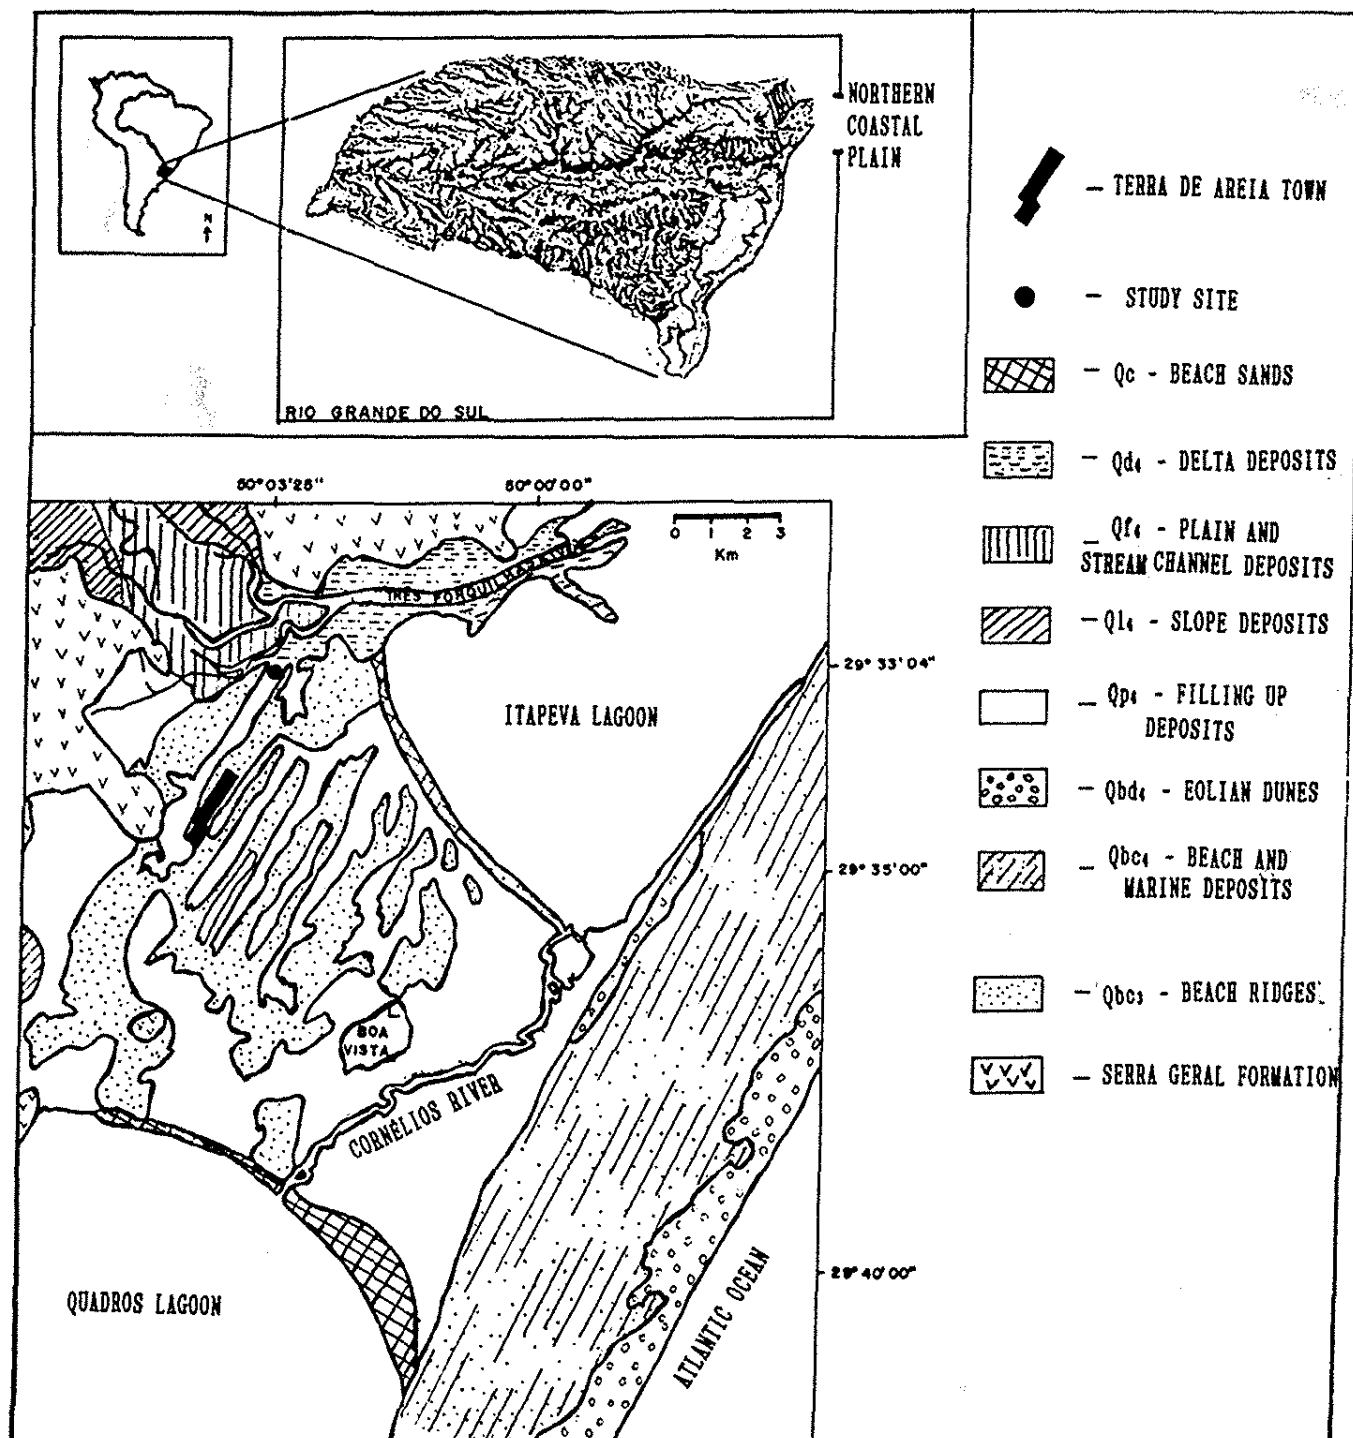 NORTHERN
COASTAL
PLAIN
N
RIO GRANDE DO SUL
TERRA DE AREIA TOWN
STUDY SITE
Qc - BEACH SANDS
Qd4 - DELTA DEPOSITS
Qf4 - PLAIN AND
STREAM CHANNEL DEPOSITS
Ql4 - SLOPE DEPOSITS
Qp4 - FILLING UP
DEPOSITS
Qbd4 - EOLIAN DUNES
Qbc4 - BEACH AND
MARINE DEPOSITS
Qbc3 - BEACH RIDGES
SERRA GERAL FORMATION
50°03'25"
50°00'00"
0 1 2 3
Km
TRÊS FORQUILHAS RIVER
29°33'04"
ITAPEVA LAGOON
29°35'00"
BOA
VISTA
CORNÉLIOS RIVER
29°40'00"
QUADROS LAGOON
ATLANTIC OCEAN